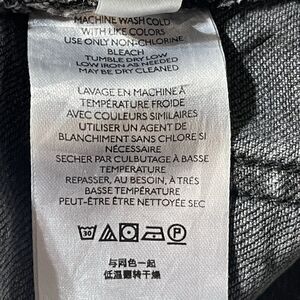 MACHINE WASH COLD
WITH LIKE COLORS
USE ONLY NON-CHLORINE
BLEACH
TUMBLE DRY LOW
LOW IRON AS NEEDED
MAY BE DRY CLEANED
LAVAGE EN MACHINE À
TEMPÉRATURE FROIDE
AVEC COULEURS SIMILAIRES
UTILISER UN AGENT DE
BLANCHIMENT SANS CHLORE SI
NÉCESSAIRE
SECHER PAR CULBUTAGE À BASSE
TEMPÉRATURE
REPASSER, AU BESOIN, À TRÈS
BASSE TEMPÉRATURE
PEUT-ÊTRE ÊTRE NETTOYÉE SEC
30 P
与同色一起
低温翻转干燥